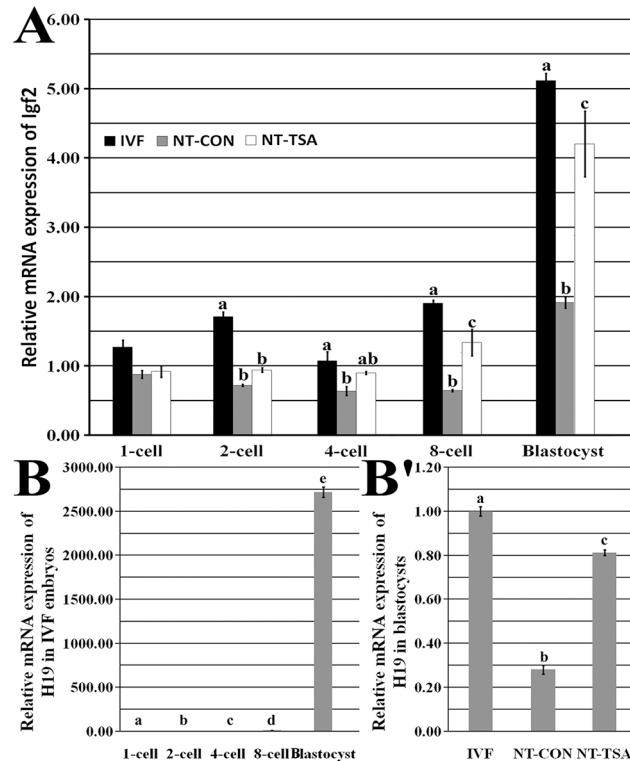 A
Relative mRNA expression of Igf2
6.00
5.00
4.00
3.00
2.00
1.00
0.00
IVF NT-CON NT-TSA
a
b
b
a
b
ab
a
b
c
a
b
c
1-cell 2-cell 4-cell 8-cell Blastocyst
B
Relative mRNA expression of
H19 in IVF embryos
3000.00
2500.00
2000.00
1500.00
1000.00
500.00
0.00
a b c d e
1-cell 2-cell 4-cell 8-cell Blastocyst
B'
Relative mRNA expression of
H19 in blastocysts
1.20
1.00
0.80
0.60
0.40
0.20
0.00
a
b
c
IVF NT-CON NT-TSA